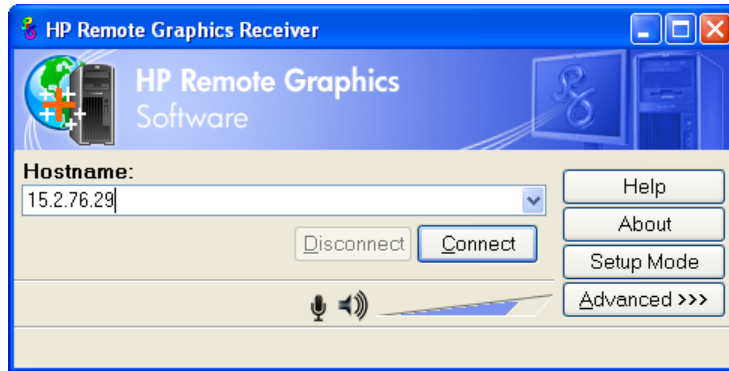 HP Remote Graphics Receiver
HP Remote Graphics
Software
Hostname:
15.2.76.29
Help
About
Disconnect
Connect
Setup Mode
Advanced >>>